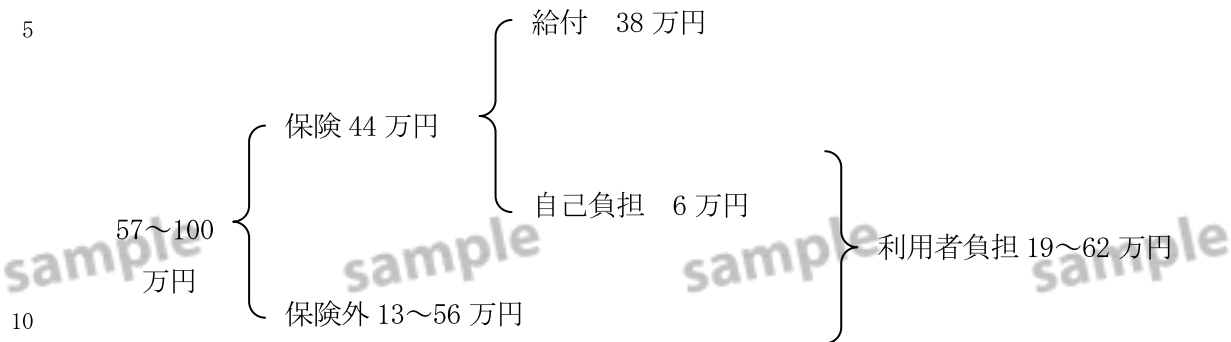 5
給付 38 万円
保険 44 万円
自己負担 6 万円
57～100
万円
利用者負担 19～62 万円
保険外 13～56 万円
10
sample sample sample sample